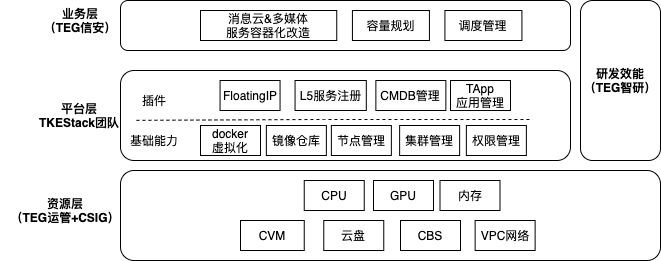 业务层
（TEG信安）
消息云&多媒体
服务容器化改造
容量规划
调度管理
研发效能
（TEG智研）
平台层
TKEStack团队
插件
FloatingIP
L5服务注册
CMDB管理
TApp
应用管理
基础能力
docker
虚拟化
镜像仓库
节点管理
集群管理
权限管理
资源层
（TEG运管+CSIG）
CPU
GPU
内存
CVM
云盘
CBS
VPC网络